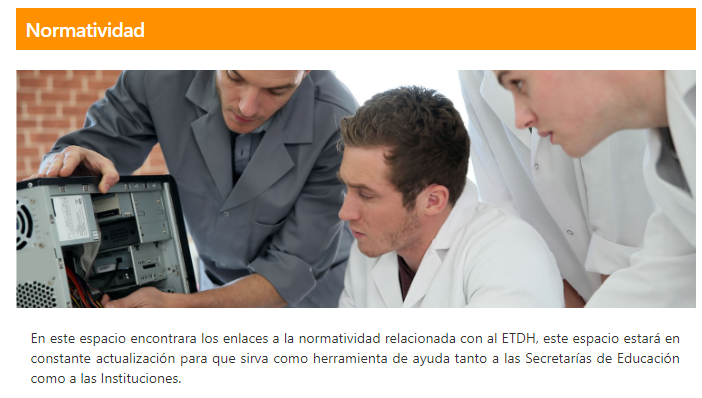 Normatividad
En este espacio encontrara los enlaces a la normatividad relacionada con al ETDH, este espacio estará en
constante actualización para que sirva como herramienta de ayuda tanto a las Secretarías de Educación
como a las Instituciones.